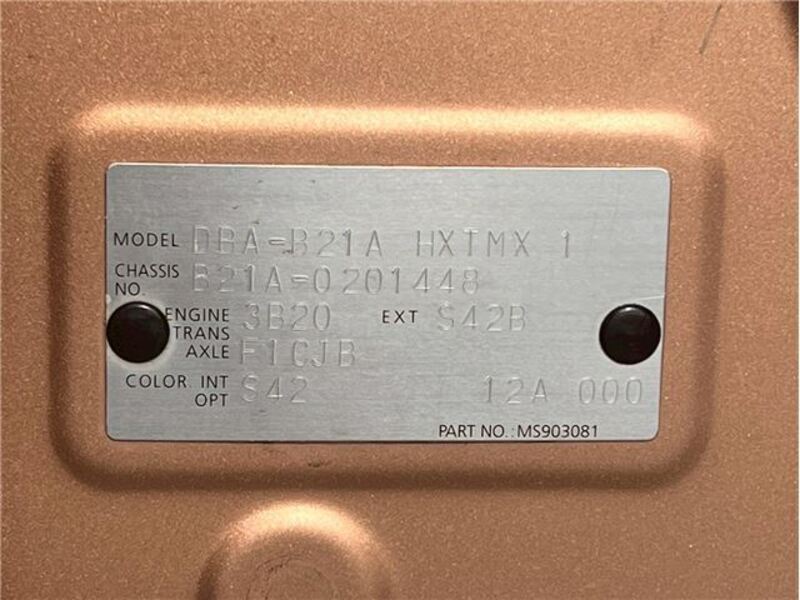 MODEL DBA-B21A HXTMX 1
CHASSIS NO. B21A-0201448
ENGINE 3B20 EXT S42B
TRANS AXLE F1CJB
COLOR INT OPT S42 12A 000
PART NO.:MS903081